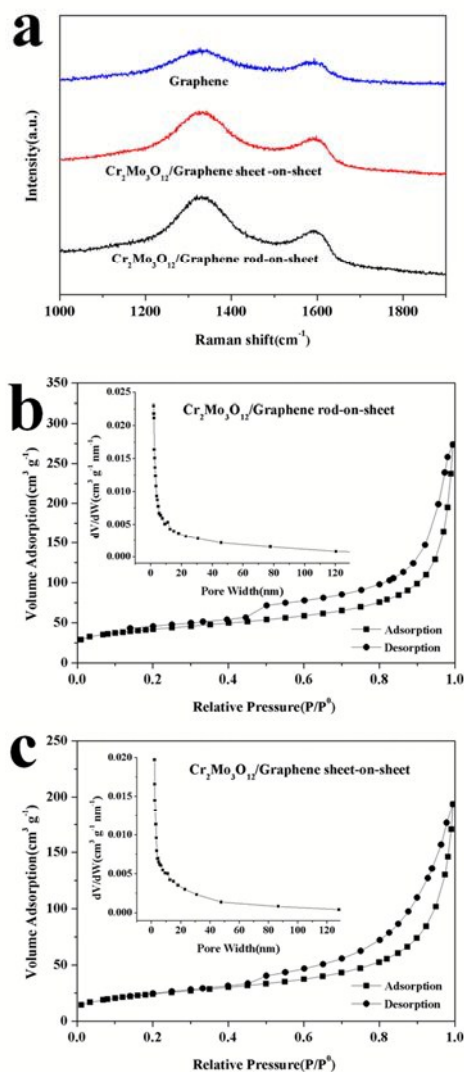 a
Intensity(a.u.)
Graphene
Cr₂Mo₃O₁₂/Graphene sheet-on-sheet
Cr₂Mo₃O₁₂/Graphene rod-on-sheet
1000 1200 1400 1600 1800
Raman shift(cm⁻¹)
b
Volume Adsorption(cm³ g⁻¹)
350
300
250
200
150
100
50
0
Cr₂Mo₃O₁₂/Graphene rod-on-sheet
dV/dW(cm³ g⁻¹ nm⁻¹)
0.025
0.020
0.015
0.010
0.005
0.000
0 20 40 60 80 100 120
Pore Width(nm)
Adsorption
Desorption
0.0 0.2 0.4 0.6 0.8 1.0
Relative Pressure(P/P⁰)
c
Volume Adsorption(cm³ g⁻¹)
250
200
150
100
50
0
Cr₂Mo₃O₁₂/Graphene sheet-on-sheet
dV/dW(cm³ g⁻¹ nm⁻¹)
0.020
0.015
0.010
0.005
0.000
0 20 40 60 80 100 120
Pore Width(nm)
Adsorption
Desorption
0.0 0.2 0.4 0.6 0.8 1.0
Relative Pressure(P/P⁰)